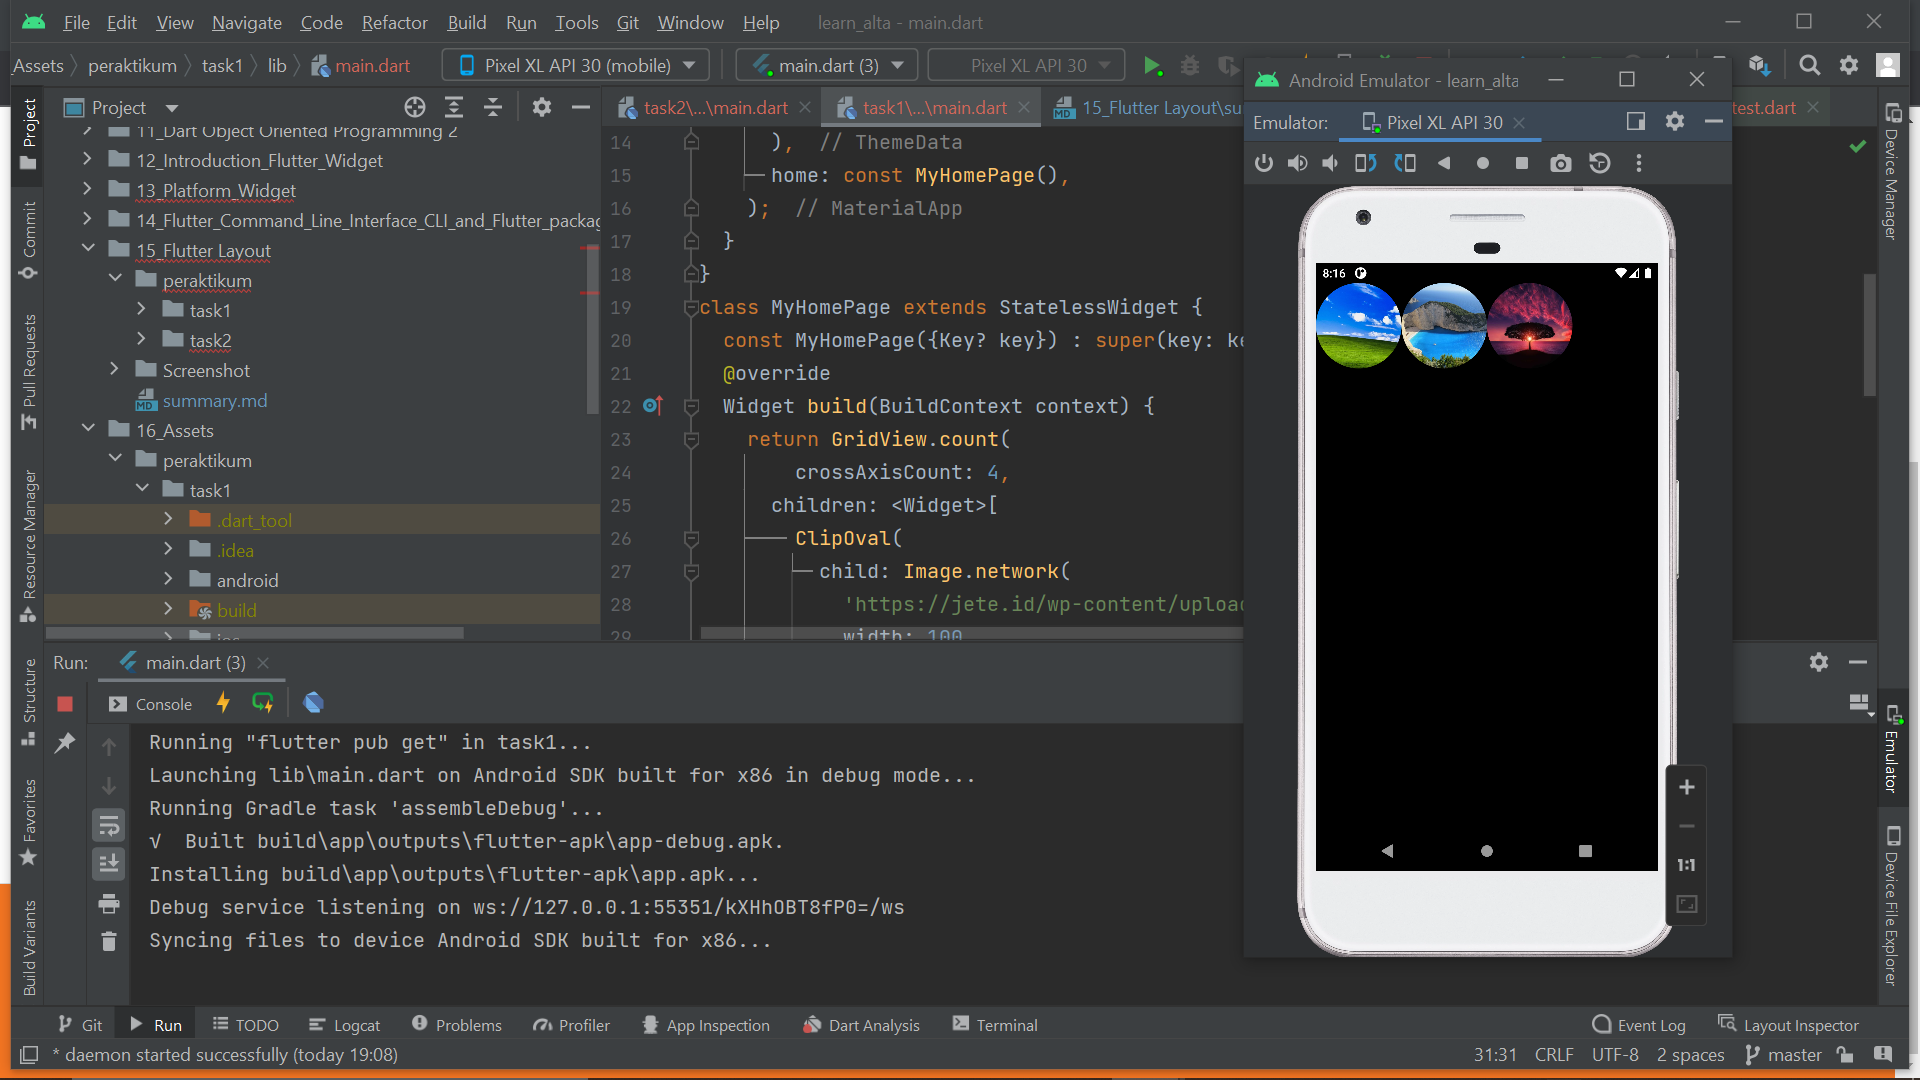 File Edit View Navigate Code Refactor Build Run Tools Git Window Help learn_alta - main.dart
Assets peraktikum task1 lib main.dart Pixel XL API 30 (mobile) main.dart (3) Pixel XL API 30
Android Emulator - learn_alta
Project
task2\...\main.dart task1\...\main.dart 15_Flutter Layout\su test.dart
Emulator: Pixel XL API 30
11_Dart Object Oriented Programming 2
12_Introduction_Flutter_Widget
13_Platform_Widget
14_Flutter_Command_Line_Interface_CLI_and_Flutter_packag
15_Flutter Layout
peraktikum
task1
task2
Screenshot
summary.md
16_Assets
peraktikum
task1
.dart_tool
.idea
android
build
ios
14 ), // ThemeData
15 home: const MyHomePage(),
16 ); // MaterialApp
17 }
18 }
19 class MyHomePage extends StatelessWidget {
20 const MyHomePage({Key? key}) : super(key: ke
21 @override
22 Widget build(BuildContext context) {
23 return GridView.count(
24 crossAxisCount: 4,
25 children: <Widget>[
26 ClipOval(
27 child: Image.network(
28 'https://jete.id/wp-content/upload
29 width: 100
8:16
1:1
Project
Commit
Pull Requests
Resource Manager
Structure
Favorites
Build Variants
Device Manager
Emulator
Device File Explorer
Run: main.dart (3)
Console
Running "flutter pub get" in task1...
Launching lib\main.dart on Android SDK built for x86 in debug mode...
Running Gradle task 'assembleDebug'...
√ Built build\app\outputs\flutter-apk\app-debug.apk.
Installing build\app\outputs\flutter-apk\app.apk...
Debug service listening on ws://127.0.0.1:55351/kXHhOBT8fP0=/ws
Syncing files to device Android SDK built for x86...
Git Run TODO Logcat Problems Profiler App Inspection Dart Analysis Terminal Event Log Layout Inspector
* daemon started successfully (today 19:08) 31:31 CRLF UTF-8 2 spaces master